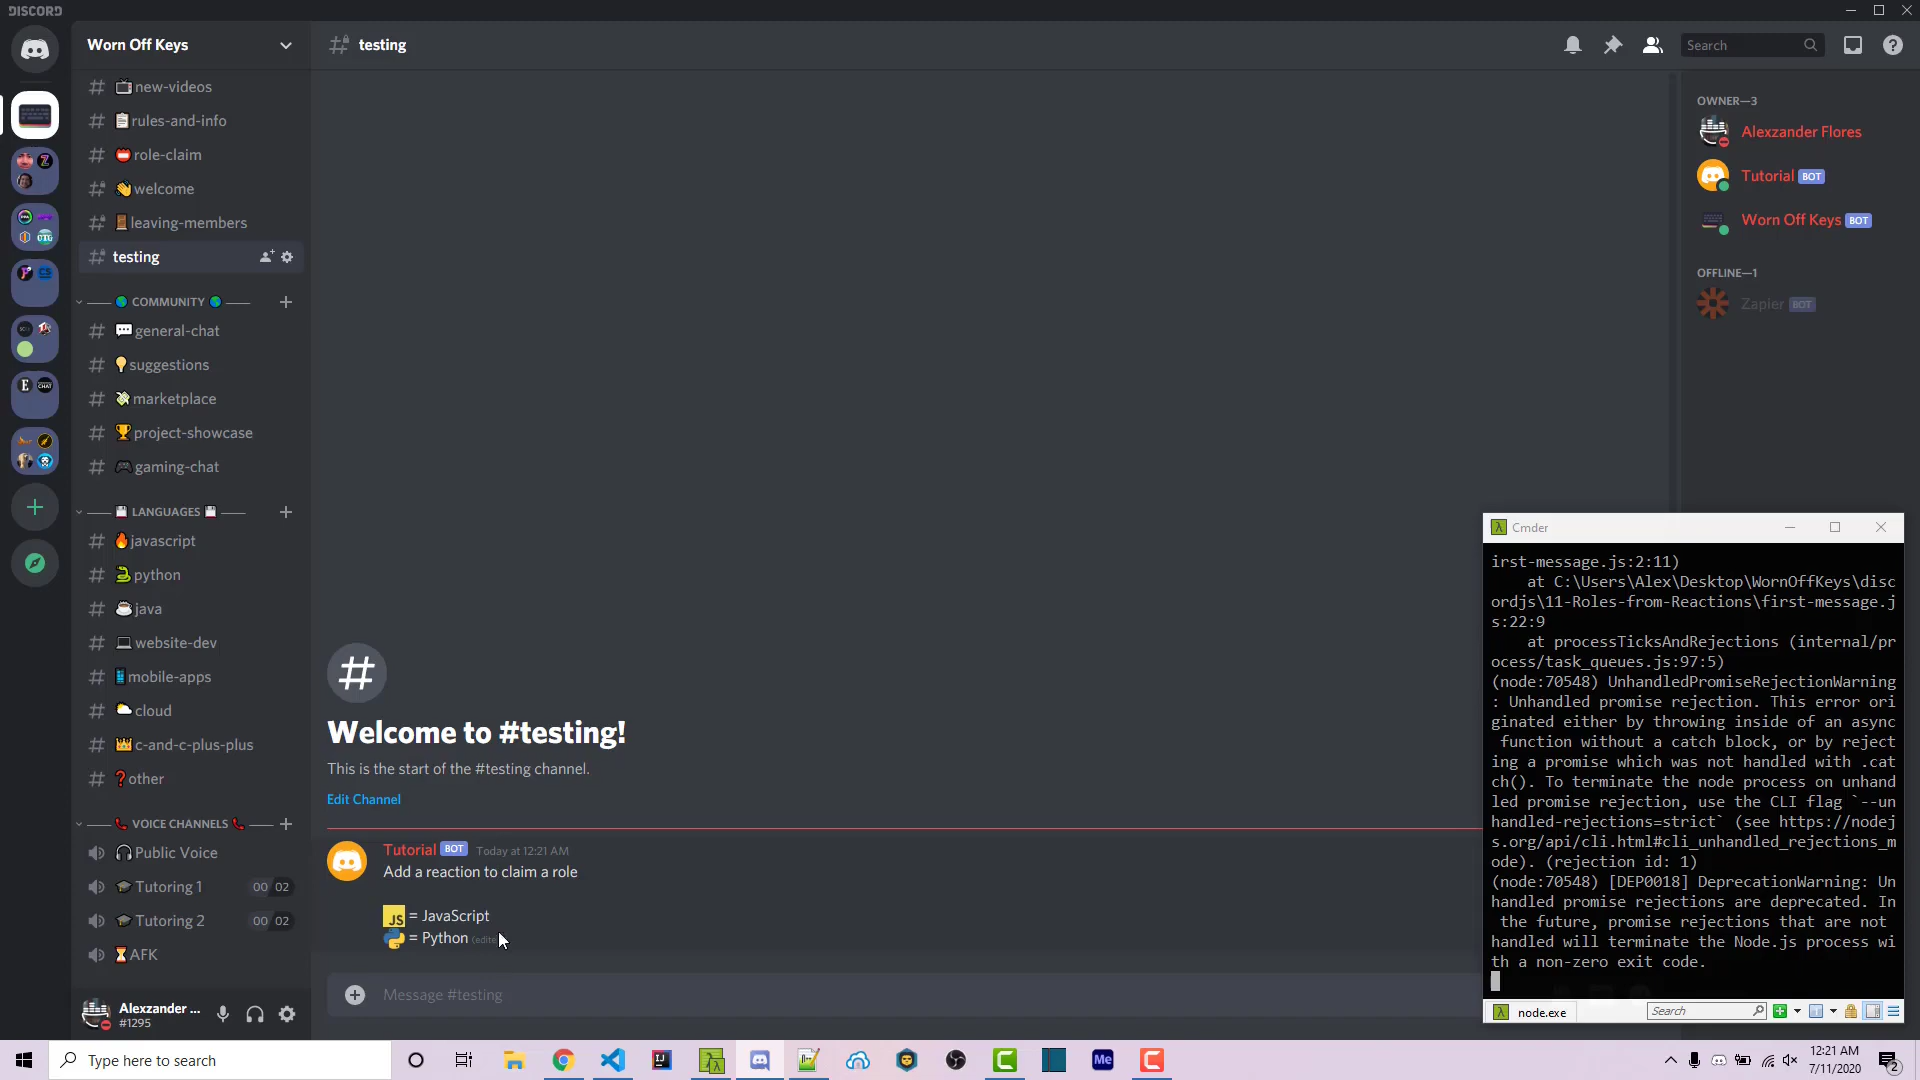 DISCORD
Worn Off Keys
testing
Search
new-videos
rules-and-info
role-claim
welcome
leaving-members
testing
COMMUNITY
general-chat
suggestions
marketplace
project-showcase
gaming-chat
LANGUAGES
javascript
python
java
website-dev
mobile-apps
cloud
c-and-c-plus-plus
other
VOICE CHANNELS
Public Voice
Tutoring 1 00 02
Tutoring 2 00 02
AFK
Alexzander ...
#1295
Welcome to #testing!
This is the start of the #testing channel.
Edit Channel
Tutorial BOT Today at 12:21 AM
Add a reaction to claim a role
JS = JavaScript
= Python
Message #testing
OWNER—3
Alexzander Flores
Tutorial BOT
Worn Off Keys BOT
OFFLINE—1
Zapier BOT
Cmder
irst-message.js:2:11)
at C:\Users\Alex\Desktop\WornOffKeys\disc
ordjs\11-Roles-from-Reactions\first-message.j
s:22:9
at processTicksAndRejections (internal/pr
ocess/task_queues.js:97:5)
(node:70548) UnhandledPromiseRejectionWarning
: Unhandled promise rejection. This error ori
ginated either by throwing inside of an async
function without a catch block, or by reject
ing a promise which was not handled with .cat
ch(). To terminate the node process on unhand
led promise rejection, use the CLI flag `--un
handled-rejections=strict` (see https://nodej
s.org/api/cli.html#cli_unhandled_rejections_m
ode). (rejection id: 1)
(node:70548) [DEP0018] DeprecationWarning: Un
handled promise rejections are deprecated. In
the future, promise rejections that are not
handled will terminate the Node.js process wi
th a non-zero exit code.
node.exe
Search
Type here to search
Me
12:21 AM
7/11/2020
2